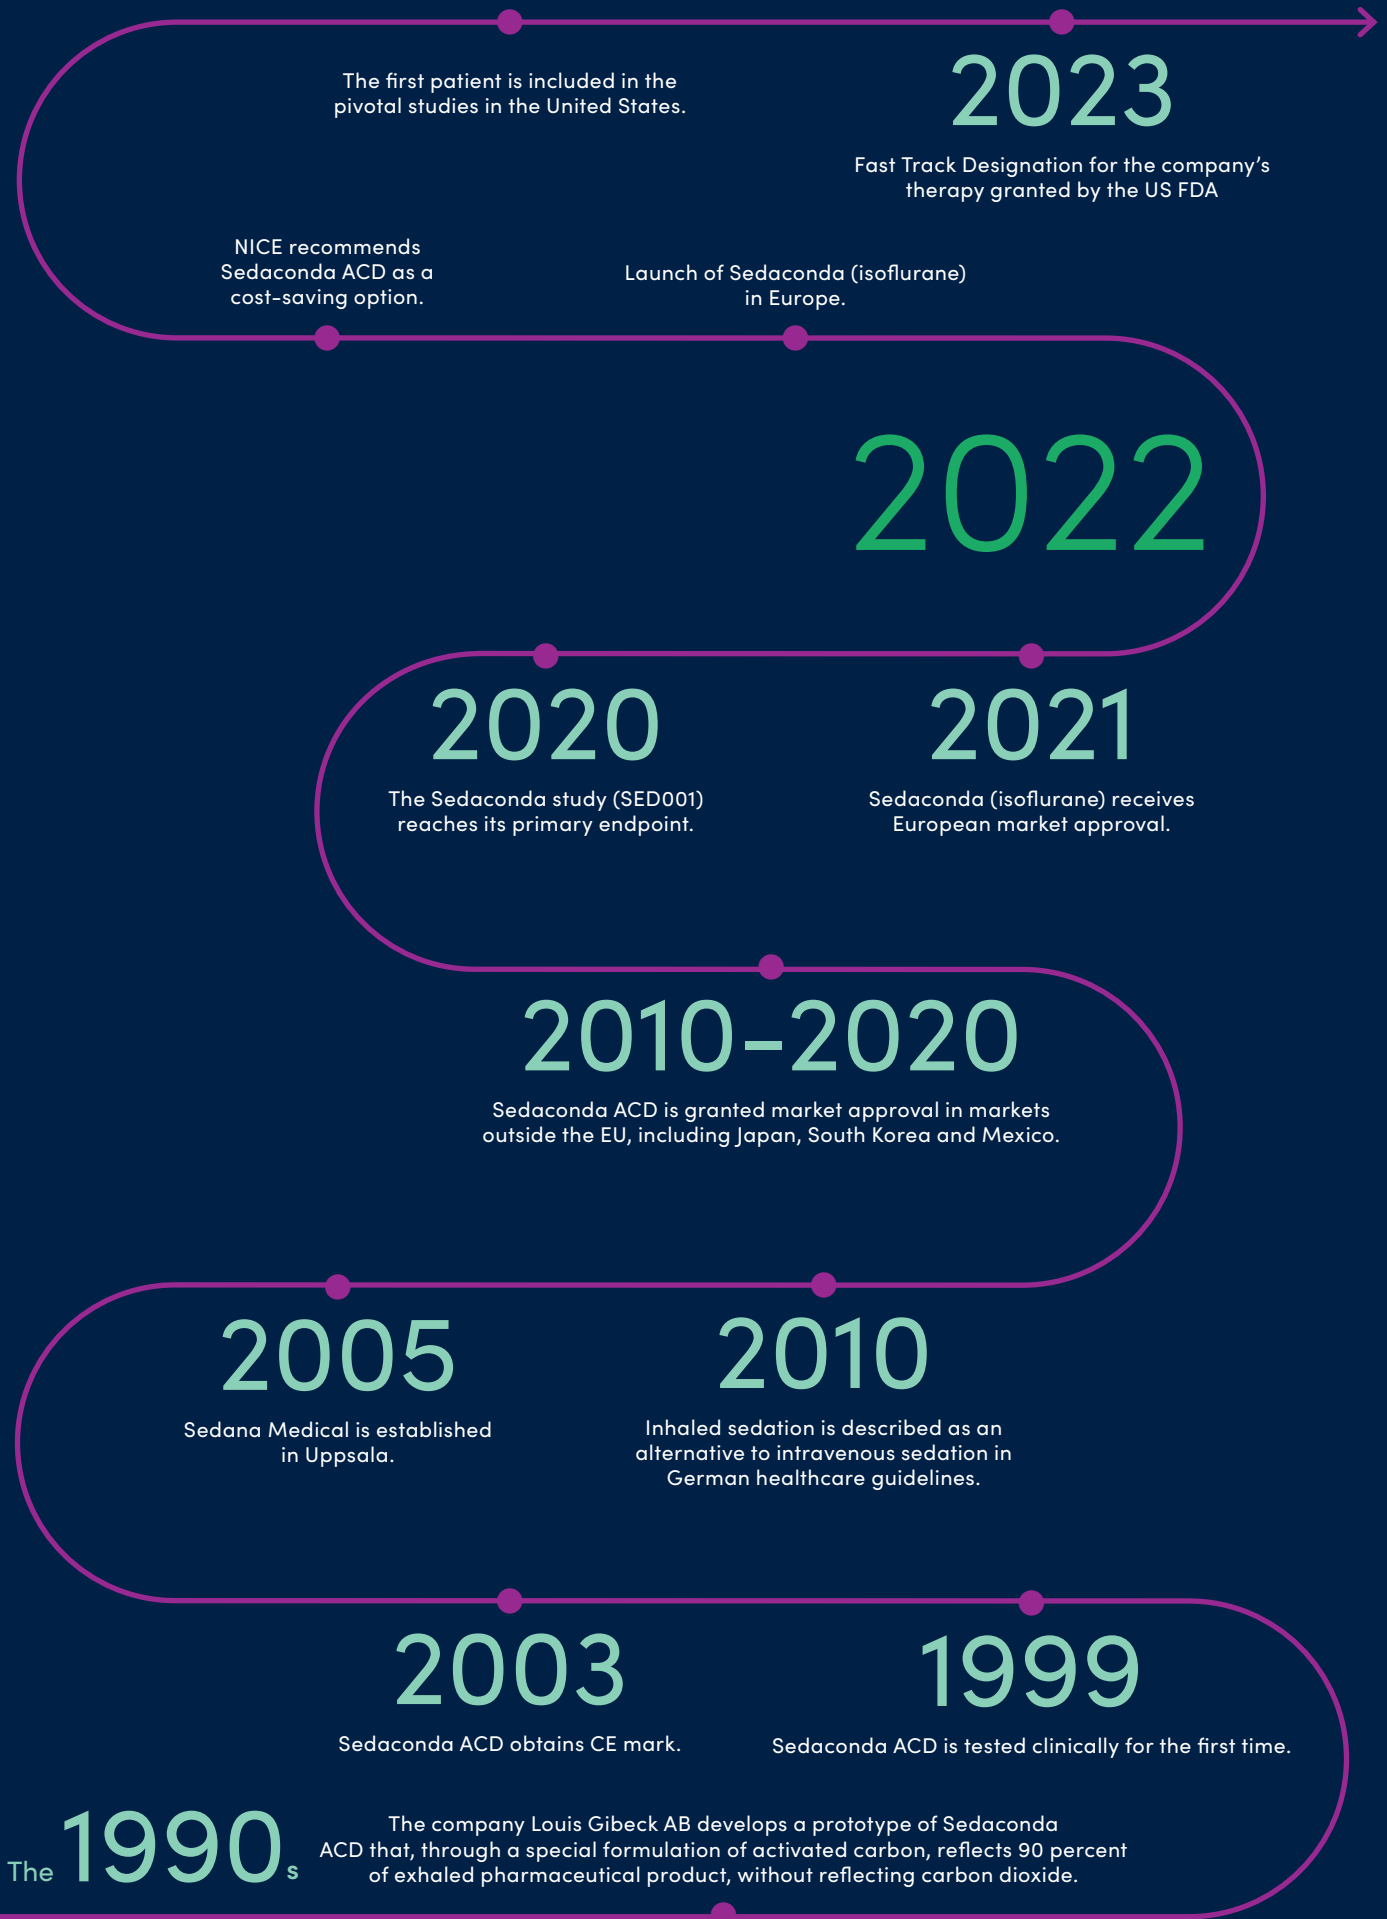 The first patient is included in the
pivotal studies in the United States.
2023
Fast Track Designation for the company’s
therapy granted by the US FDA
NICE recommends
Sedaconda ACD as a
cost-saving option.
Launch of Sedaconda (isoflurane)
in Europe.
2022
2020
The Sedaconda study (SED001)
reaches its primary endpoint.
2021
Sedaconda (isoflurane) receives
European market approval.
2010–2020
Sedaconda ACD is granted market approval in markets
outside the EU, including Japan, South Korea and Mexico.
2005
Sedana Medical is established
in Uppsala.
2010
Inhaled sedation is described as an
alternative to intravenous sedation in
German healthcare guidelines.
2003
Sedaconda ACD obtains CE mark.
1999
Sedaconda ACD is tested clinically for the first time.
The 1990s
The company Louis Gibeck AB develops a prototype of Sedaconda
ACD that, through a special formulation of activated carbon, reflects 90 percent
of exhaled pharmaceutical product, without reflecting carbon dioxide.